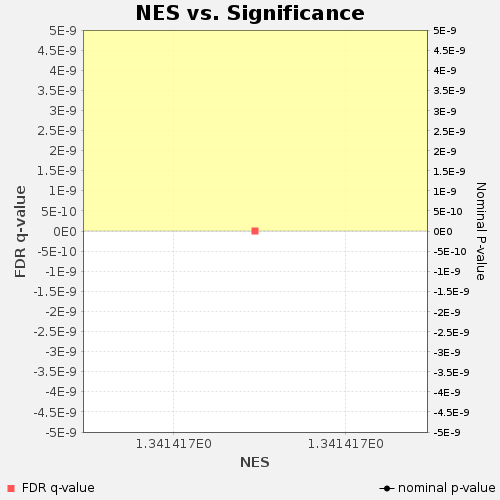 NES vs. Significance
5E-9
4.5E-9
4E-9
3.5E-9
3E-9
2.5E-9
2E-9
1.5E-9
1E-9
5E-10
0E0
-5E-10
-1E-9
-1.5E-9
-2E-9
-2.5E-9
-3E-9
-3.5E-9
-4E-9
-4.5E-9
-5E-9
FDR q-value
5E-9
4.5E-9
4E-9
3.5E-9
3E-9
2.5E-9
2E-9
1.5E-9
1E-9
5E-10
0E0
-5E-10
-1E-9
-1.5E-9
-2E-9
-2.5E-9
-3E-9
-3.5E-9
-4E-9
-4.5E-9
-5E-9
Nominal P-value
1.341417E0 1.341417E0
NES
FDR q-value nominal p-value